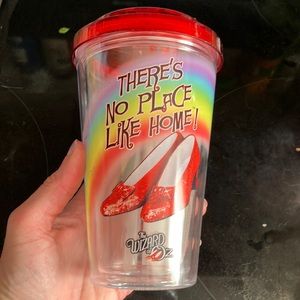 THERE'S
NO PLACE
LIKE HOME!
The
WIZARD
of OZ